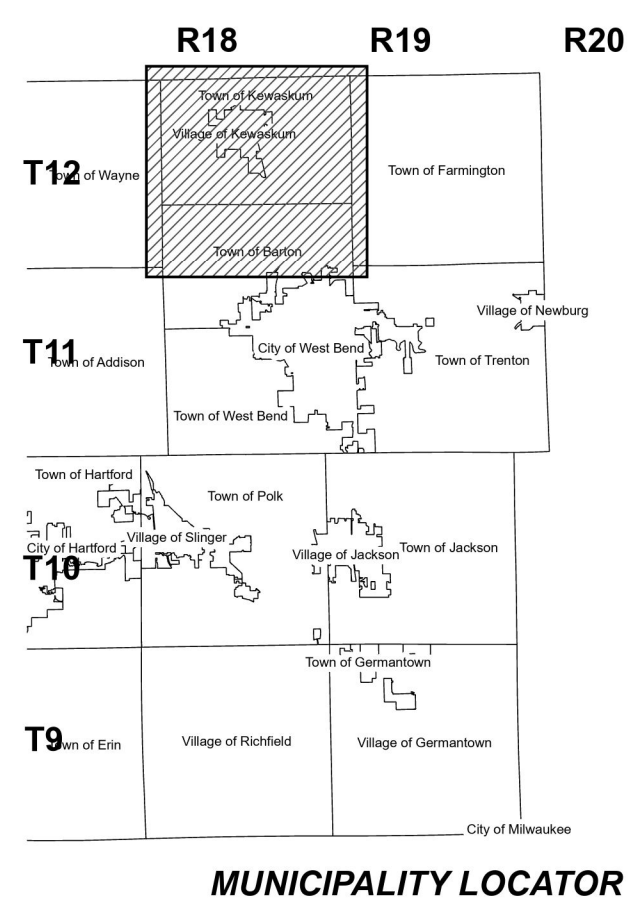 R18 R19 R20
Town of Kewaskum
Village of Kewaskum
T12
Town of Wayne
Town of Farmington
Town of Barton
Village of Newburg
T11
Town of Addison
City of West Bend
Town of Trenton
Town of West Bend
Town of Hartford
Town of Polk
Village of Slinger
City of Hartford
Village of Jackson
Town of Jackson
T10
Town of Germantown
T9
Town of Erin
Village of Richfield
Village of Germantown
City of Milwaukee
MUNICIPALITY LOCATOR